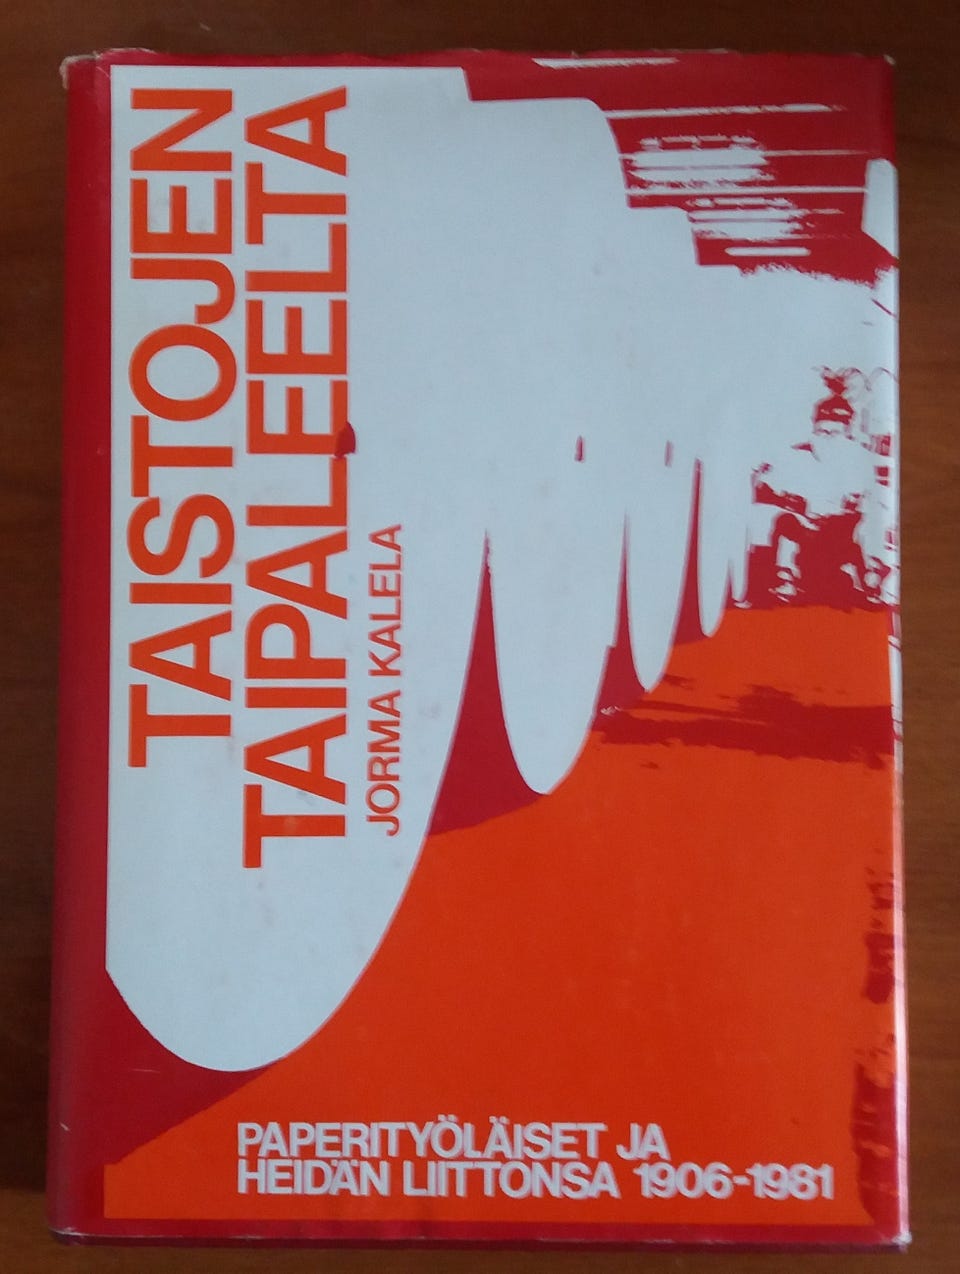 TAISTOJEN
TAIPALEELTA
JORMA KALELA
PAPERITYÖLÄISET JA
HEIDÄN LIITTONSA 1906-1981